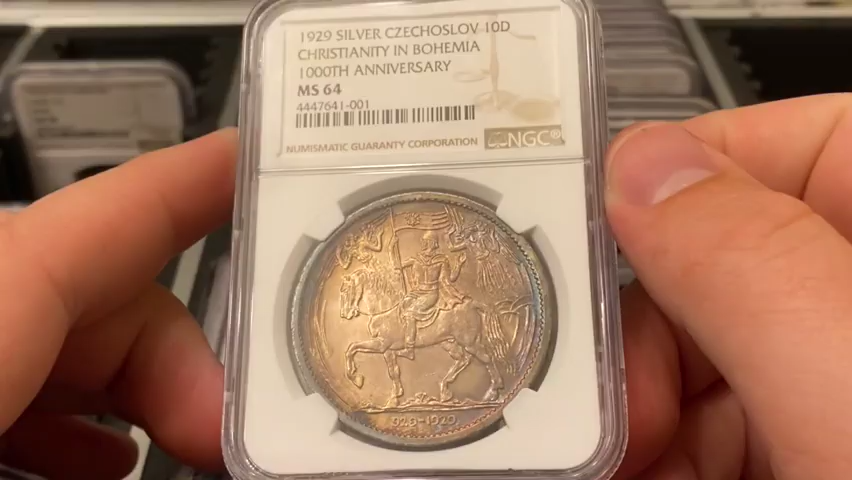 1929 SILVER CZECHOSLOV 10D
CHRISTIANITY IN BOHEMIA
1000TH ANNIVERSARY
MS 64
4447641-001
NUMISMATIC GUARANTY CORPORATION
NGC®
929-1929